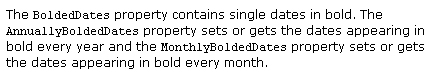 The BoldedDates property contains single dates in bold. The
AnnuallyBoldedDates property sets or gets the dates appearing in
bold every year and the MonthlyBoldedDates property sets or gets
the dates appearing in bold every month.